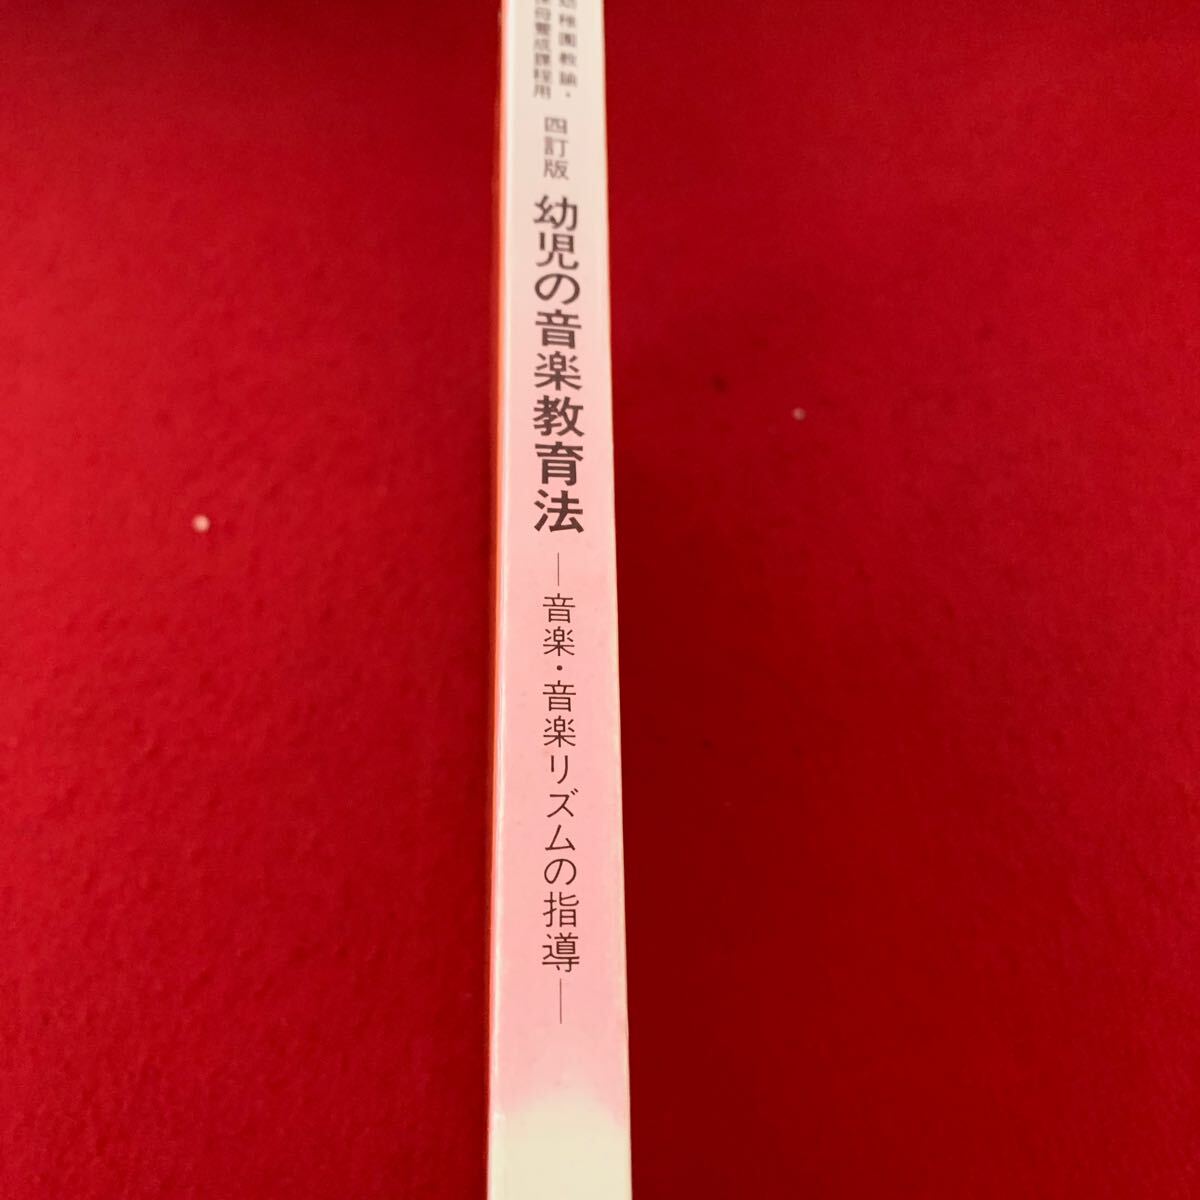 幼稚園教諭・
保母養成課程用
四訂版
幼児の音楽教育法
―音楽・音楽リズムの指導―